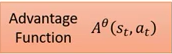 Advantage
Function A^θ(s_t, a_t)